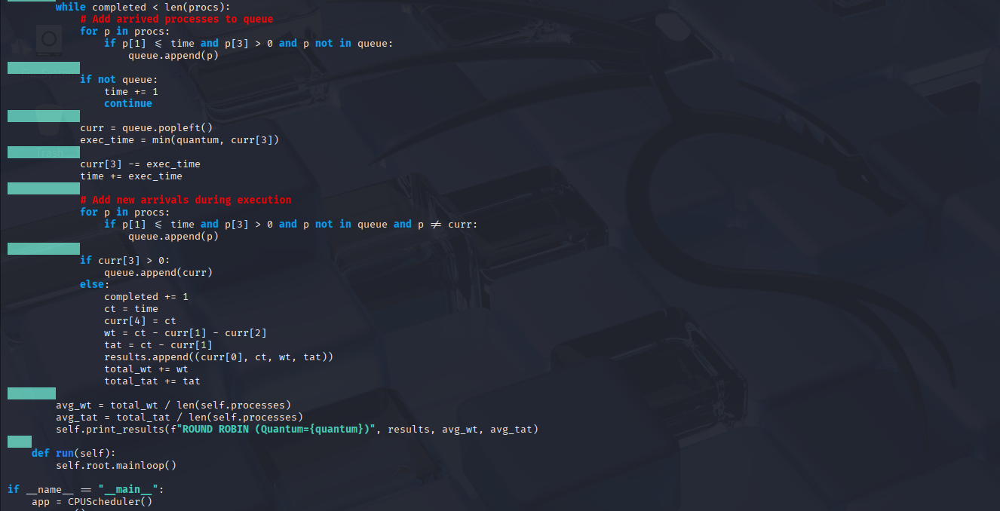 while completed < len(procs):
# Add arrived processes to queue
for p in procs:
if p[1] <= time and p[3] > 0 and p not in queue:
queue.append(p)
if not queue:
time += 1
continue
curr = queue.popleft()
exec_time = min(quantum, curr[3])
Trash
curr[3] -= exec_time
time += exec_time
# Add new arrivals during execution
for p in procs:
if p[1] <= time and p[3] > 0 and p not in queue and p != curr:
queue.append(p)
if curr[3] > 0:
queue.append(curr)
else:
completed += 1
ct = time
curr[4] = ct
wt = ct - curr[1] - curr[2]
tat = ct - curr[1]
results.append((curr[0], ct, wt, tat))
total_wt += wt
total_tat += tat
avg_wt = total_wt / len(self.processes)
avg_tat = total_tat / len(self.processes)
self.print_results(f"ROUND ROBIN (Quantum={quantum})", results, avg_wt, avg_tat)
def run(self):
self.root.mainloop()
if __name__ == "__main__":
app = CPUScheduler()